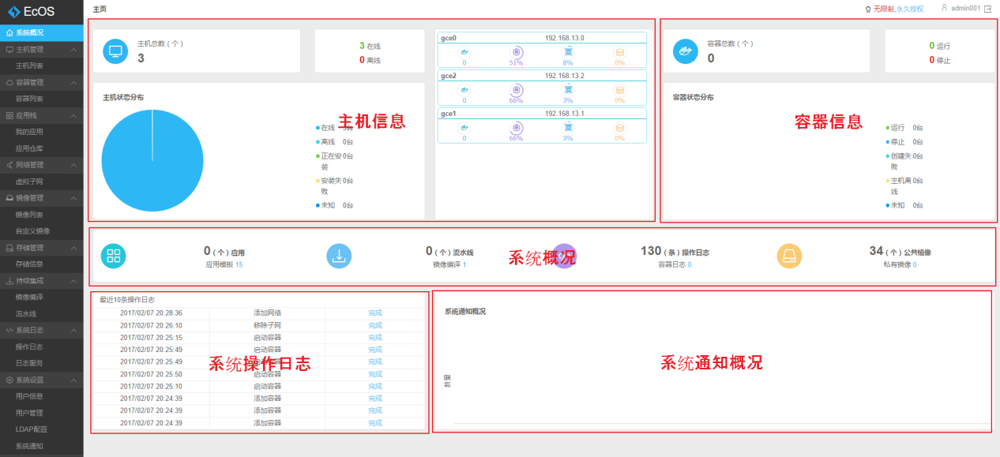 EcOS
主页
无限制,永久授权
admin001
系统概况
主机管理
主机列表
容器管理
容器列表
应用栈
我的应用
应用仓库
网络管理
虚拟子网
镜像管理
镜像列表
自定义镜像
存储管理
存储信息
持续集成
镜像编译
流水线
系统日志
操作日志
日志服务
系统设置
用户信息
用户管理
LDAP配置
系统通知
主机总数（个）
3
3 在线
0 离线
主机状态分布
在线
离线 0台
正在安装 0台
安装失败 0台
未知 0台
主机信息
gce0 192.168.13.0
0 51% 8% 0%
gce2 192.168.13.2
0 66% 3% 0%
gce1 192.168.13.1
0 66% 3% 0%
容器总数（个）
0
0 运行
0 停止
容器状态分布
容器信息
运行 0台
停止 0台
创建失败 0台
主机离线 0台
未知 0台
0（个）应用
应用模板 15
0（个）流水线
镜像编译 1
系统概况
130（条）操作日志
容器日志 0
34（个）公共镜像
私有镜像 0
最近10条操作日志
2017/02/07 20:28:36 添加网络 完成
2017/02/07 20:26:10 移除子网 完成
2017/02/07 20:25:15 启动容器 完成
2017/02/07 20:25:49 启动容器 完成
2017/02/07 20:25:49 完成
2017/02/07 20:25:50 启动容器 完成
2017/02/07 20:25:10 启动容器 完成
2017/02/07 20:24:39 添加容器 完成
2017/02/07 20:24:39 添加容器 完成
2017/02/07 20:24:39 添加容器 完成
系统操作日志
系统通知概况
数量
系统通知概况